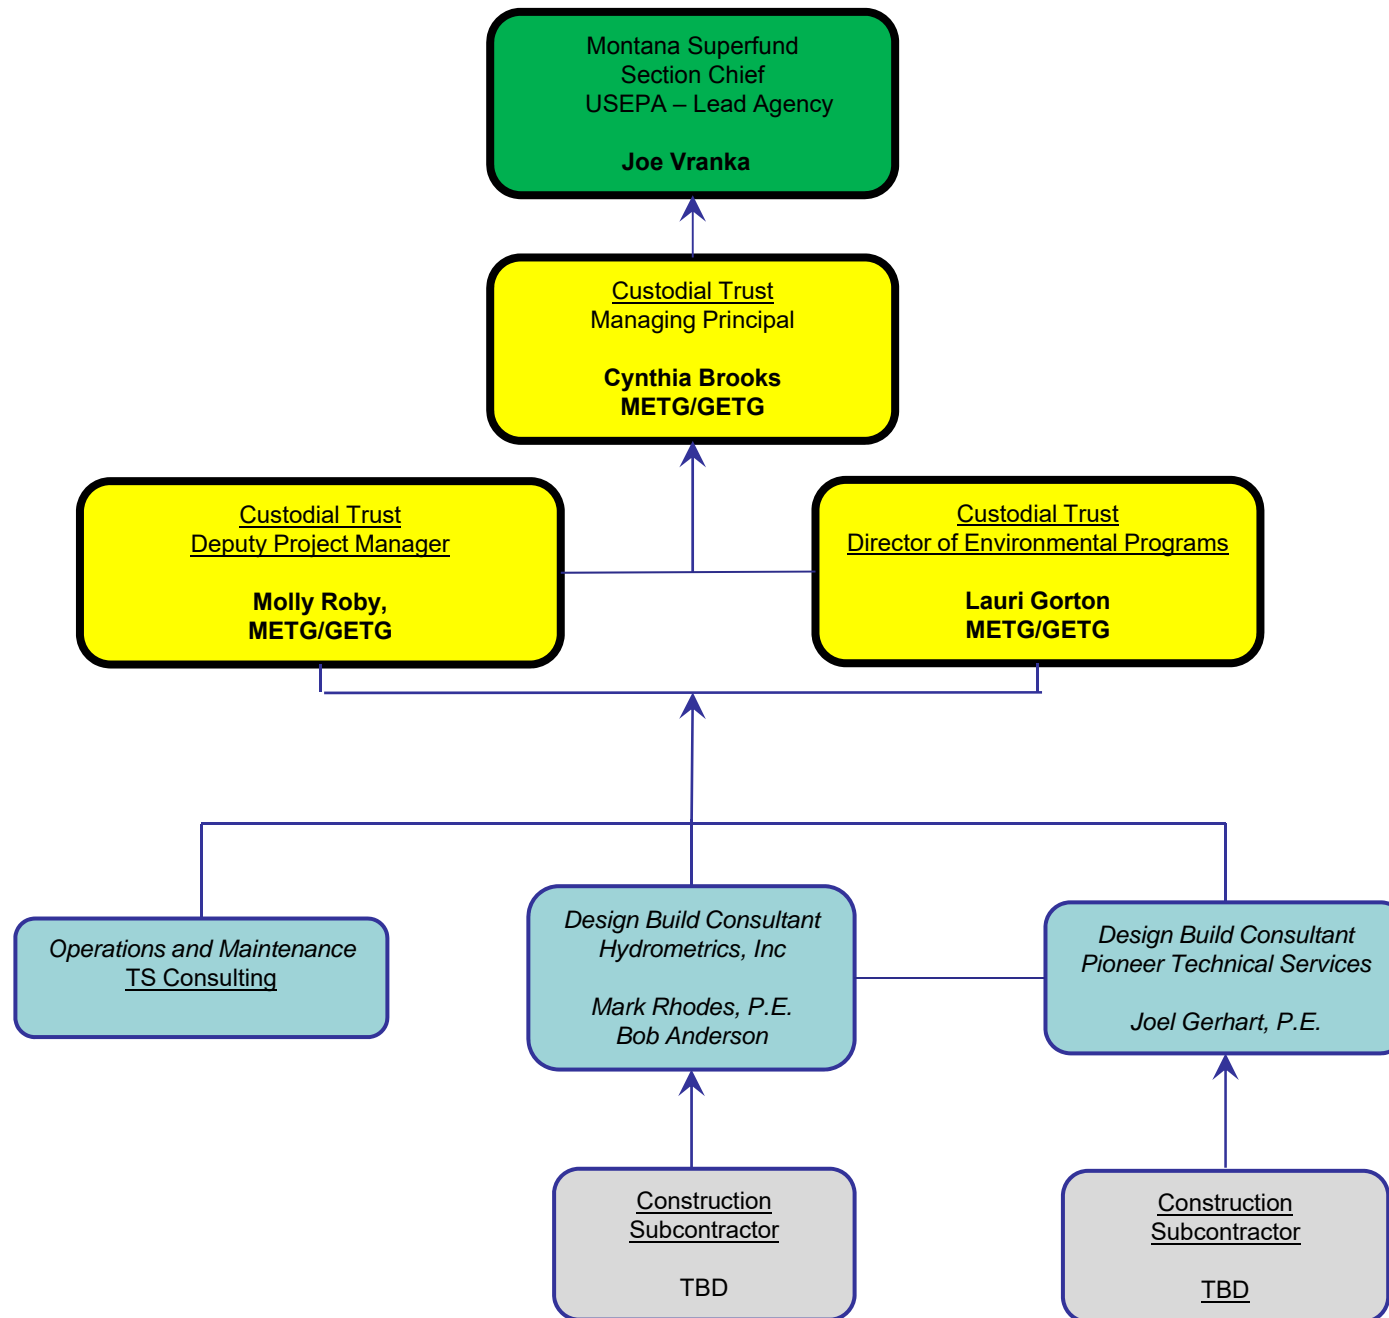 Montana Superfund
Section Chief
USEPA – Lead Agency
Joe Vranka
Custodial Trust
Managing Principal
Cynthia Brooks
METG/GETG
Custodial Trust
Deputy Project Manager
Molly Roby,
METG/GETG
Custodial Trust
Director of Environmental Programs
Lauri Gorton
METG/GETG
Operations and Maintenance
TS Consulting
Design Build Consultant
Hydrometrics, Inc
Mark Rhodes, P.E.
Bob Anderson
Design Build Consultant
Pioneer Technical Services
Joel Gerhart, P.E.
Construction
Subcontractor
TBD
Construction
Subcontractor
TBD